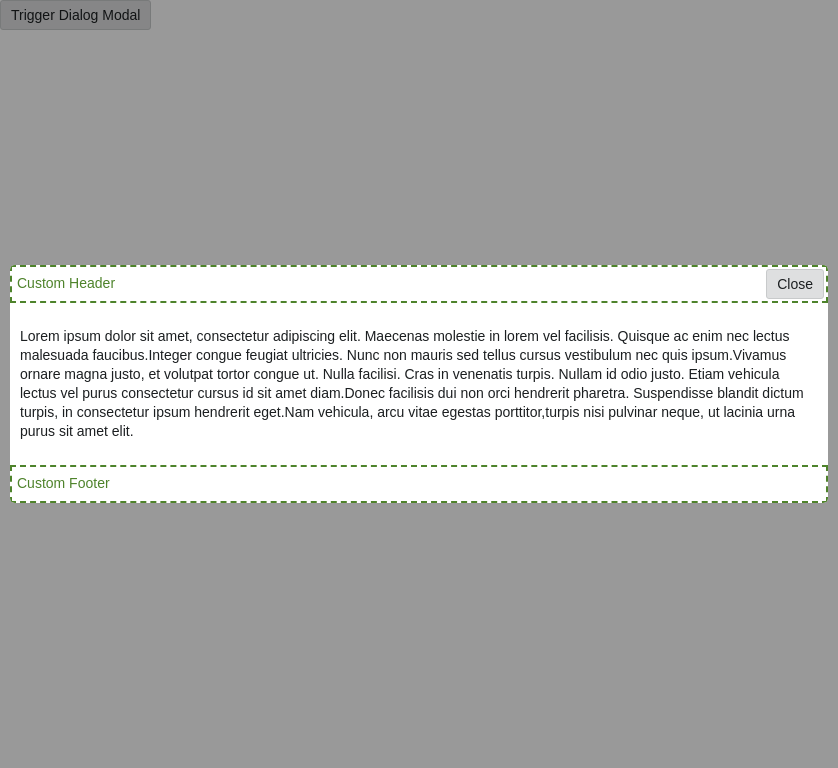 Trigger Dialog Modal
Custom Header
Close
Lorem ipsum dolor sit amet, consectetur adipiscing elit. Maecenas molestie in lorem vel facilisis. Quisque ac enim nec lectus
malesuada faucibus.Integer congue feugiat ultricies. Nunc non mauris sed tellus cursus vestibulum nec quis ipsum.Vivamus
ornare magna justo, et volutpat tortor congue ut. Nulla facilisi. Cras in venenatis turpis. Nullam id odio justo. Etiam vehicula
lectus vel purus consectetur cursus id sit amet diam.Donec facilisis dui non orci hendrerit pharetra. Suspendisse blandit dictum
turpis, in consectetur ipsum hendrerit eget.Nam vehicula, arcu vitae egestas porttitor,turpis nisi pulvinar neque, ut lacinia urna
purus sit amet elit.
Custom Footer